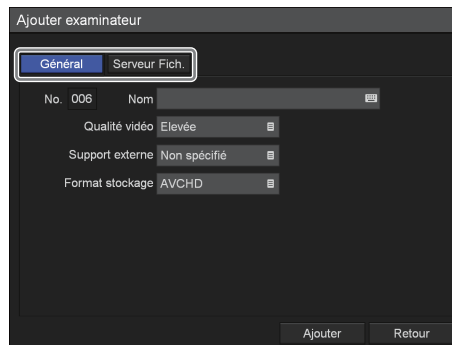 Ajouter examinateur
Général Serveur Fich.
No. 006 Nom
Qualité vidéo Elevée
Support externe Non spécifié
Format stockage AVCHD
Ajouter Retour